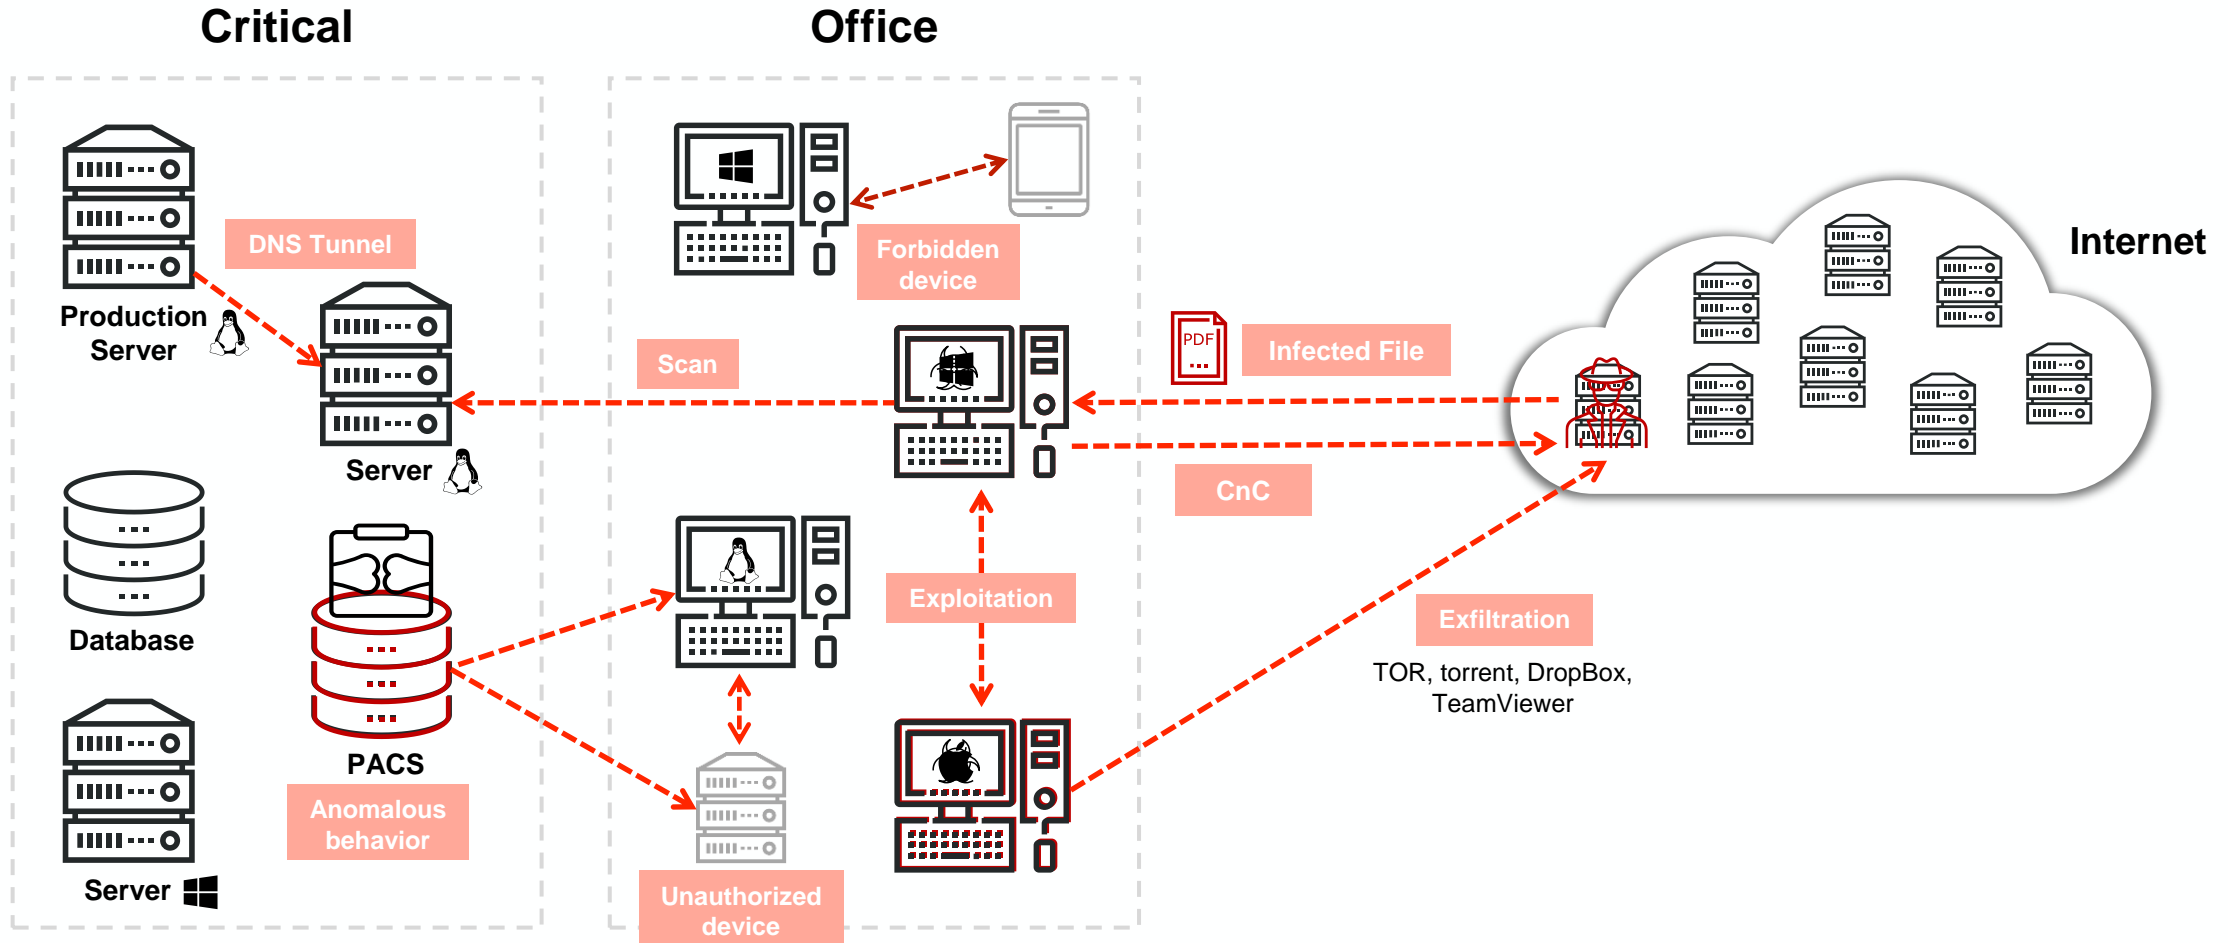 Critical
Office
Internet
DNS Tunnel
Production
Server
Server
Database
PACS
Anomalous
behavior
Server
Forbidden
device
Scan
Exploitation
Unauthorized
device
PDF
Infected File
CnC
Exfiltration
TOR, torrent, DropBox,
TeamViewer